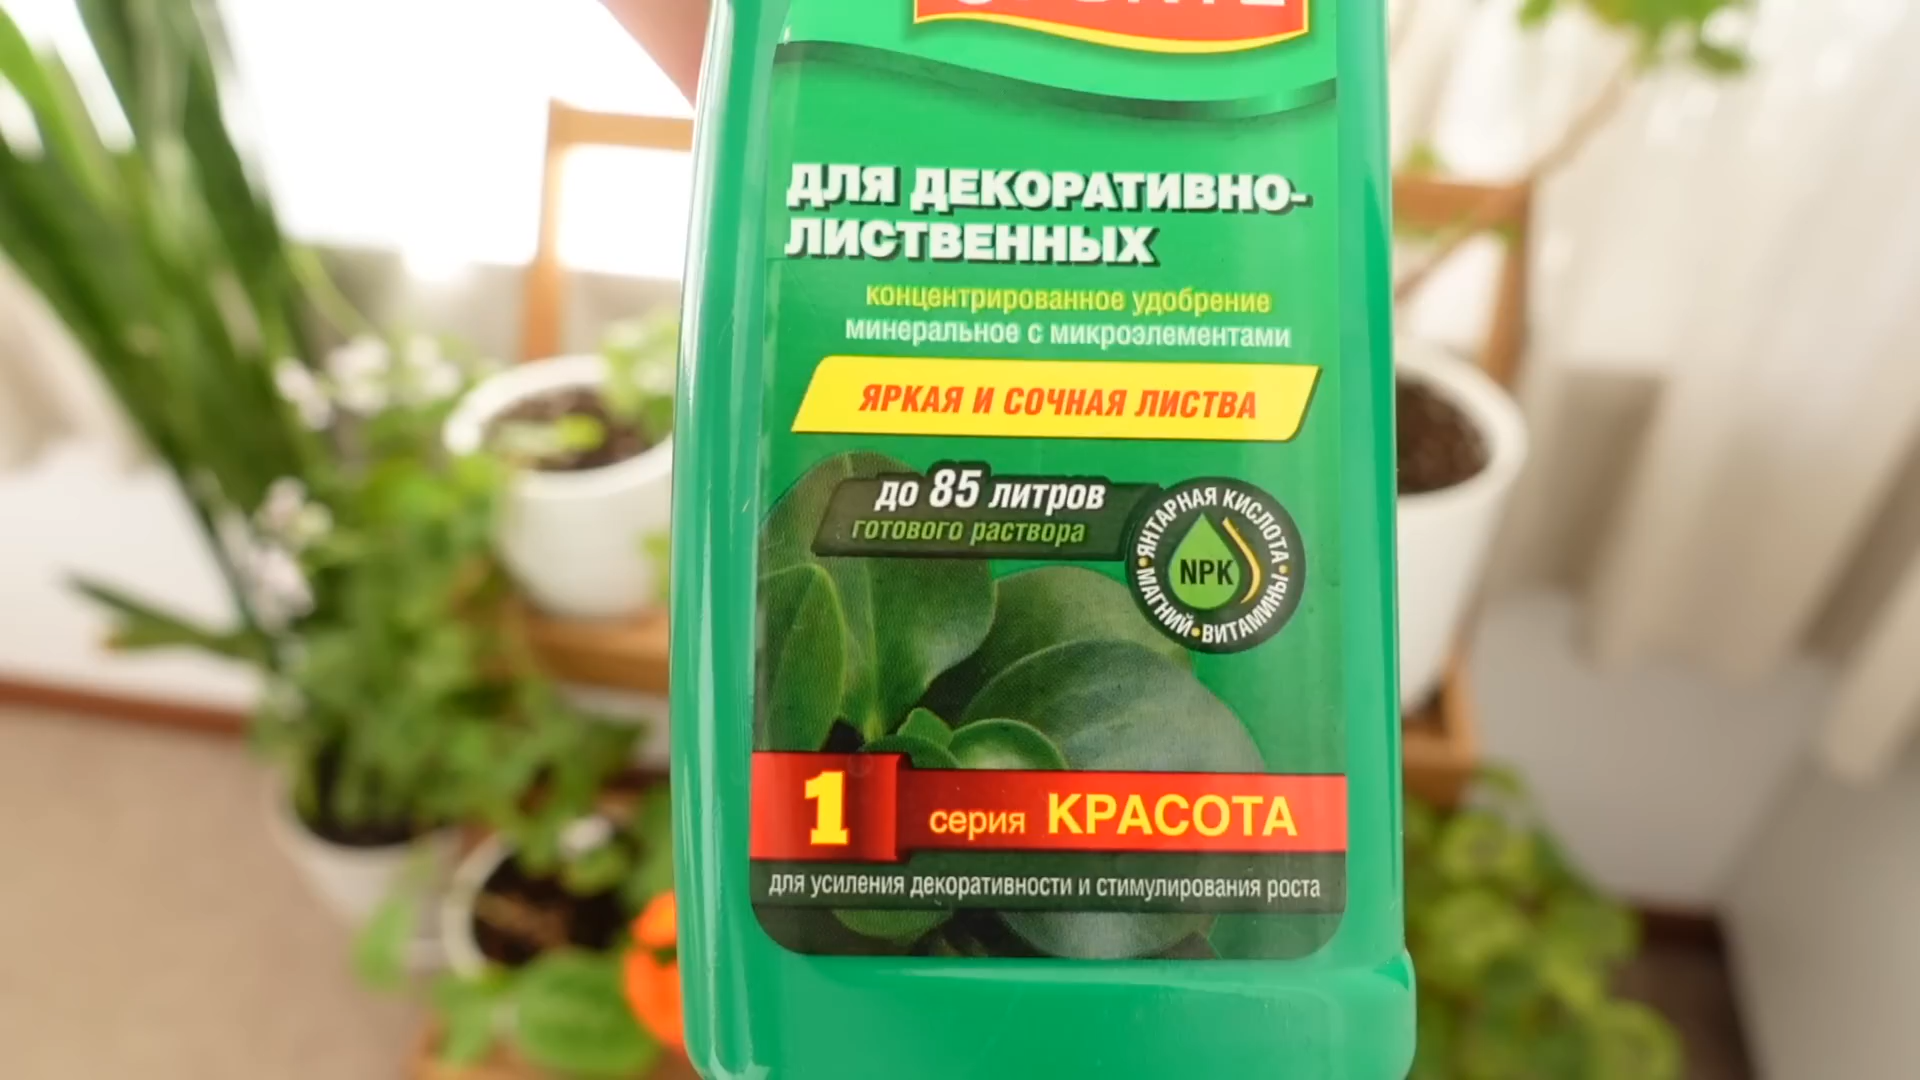 ДЛЯ ДЕКОРАТИВНО-
ЛИСТВЕННЫХ
концентрированное удобрение
минеральное с микроэлементами
ЯРКАЯ И СОЧНАЯ ЛИСТВА
до 85 литров
готового раствора
ЯНТАРНАЯ КИСЛОТА • ВИТАМИНЫ • МАГНИЙ •
NPK
1 серия КРАСОТА
для усиления декоративности и стимулирования роста